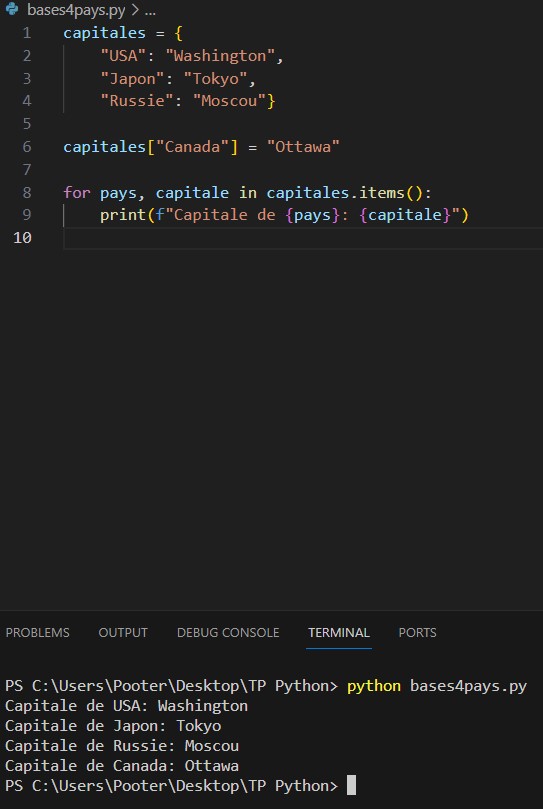 bases4pays.py > ...
1 capitales = {
2     "USA": "Washington",
3     "Japon": "Tokyo",
4     "Russie": "Moscou"}
5
6 capitales["Canada"] = "Ottawa"
7
8 for pays, capitale in capitales.items():
9     print(f"Capitale de {pays}: {capitale}")
10
PROBLEMS OUTPUT DEBUG CONSOLE TERMINAL PORTS
PS C:\Users\Pooter\Desktop\TP Python> python bases4pays.py
Capitale de USA: Washington
Capitale de Japon: Tokyo
Capitale de Russie: Moscou
Capitale de Canada: Ottawa
PS C:\Users\Pooter\Desktop\TP Python>